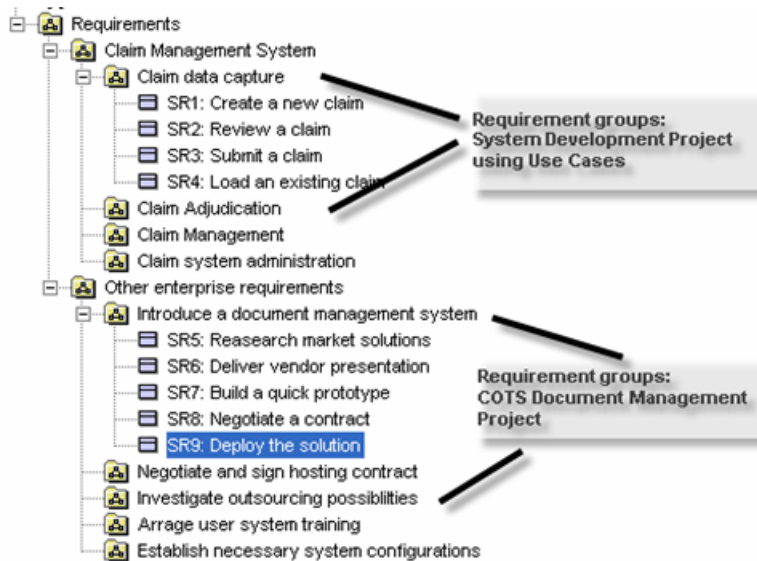 Requirements
Claim Management System
Claim data capture
SR1: Create a new claim
SR2: Review a claim
SR3: Submit a claim
SR4: Load an existing claim
Claim Adjudication
Claim Management
Claim system administration
Other enterprise requirements
Introduce a document management system
SR5: Reasearch market solutions
SR6: Deliver vendor presentation
SR7: Build a quick prototype
SR8: Negotiate a contract
SR9: Deploy the solution
Negotiate and sign hosting contract
Investigate outsourcing possiblilties
Arrage user system training
Establish necessary system configurations
Requirement groups:
System Development Project
using Use Cases
Requirement groups:
COTS Document Management
Project